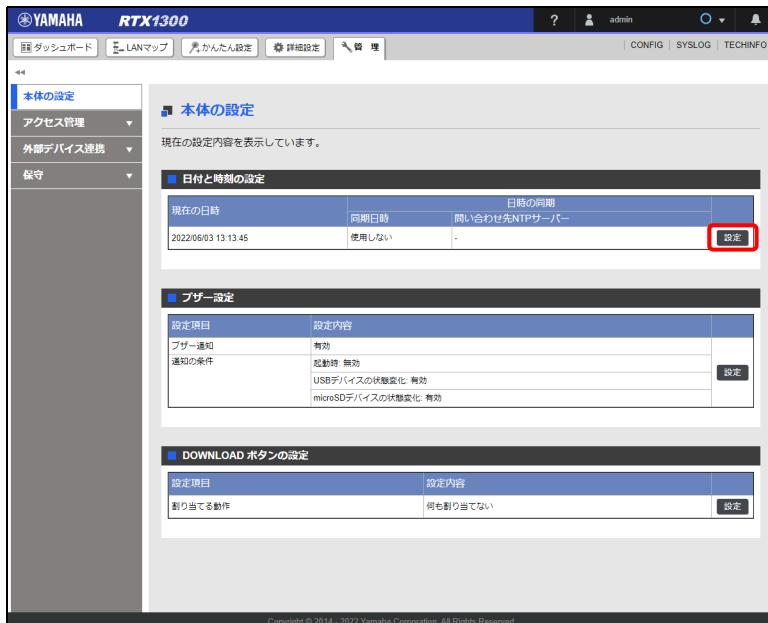 YAMAHA RTX1300 ? admin
ダッシュボード LANマップ かんたん設定 詳細設定 管 理 CONFIG SYSLOG TECHINFO
本体の設定
アクセス管理
外部デバイス連携
保守
本体の設定
現在の設定内容を表示しています。
日付と時刻の設定
現在の日時 日時の同期
同期日時 問い合わせ先NTPサーバー
2022/06/03 13:13:45 使用しない - 設定
ブザー設定
設定項目 設定内容
ブザー通知 有効
通知の条件 起動時: 無効
USBデバイスの状態変化: 有効
microSDデバイスの状態変化: 有効
設定
DOWNLOAD ボタンの設定
設定項目 設定内容
割り当てる動作 何も割り当てない 設定
Copyright © 2014 - 2022 Yamaha Corporation. All Rights Reserved.